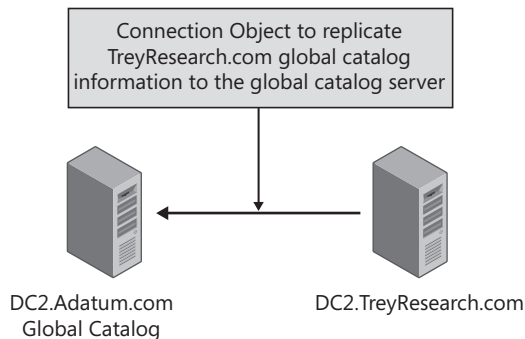 Connection Object to replicate
TreyResearch.com global catalog
information to the global catalog server
DC2.Adatum.com
Global Catalog
DC2.TreyResearch.com